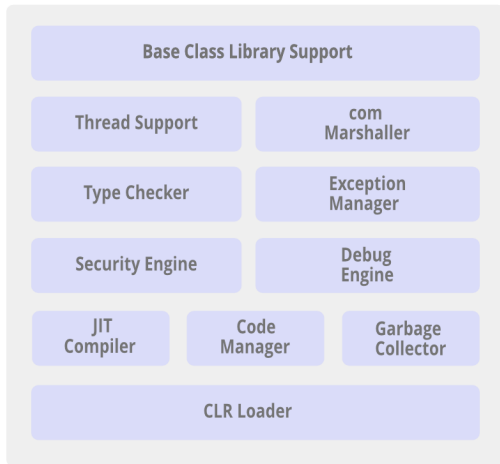 Base Class Library Support
Thread Support
com
Marshaller
Type Checker
Exception
Manager
Security Engine
Debug
Engine
JIT
Compiler
Code
Manager
Garbage
Collector
CLR Loader